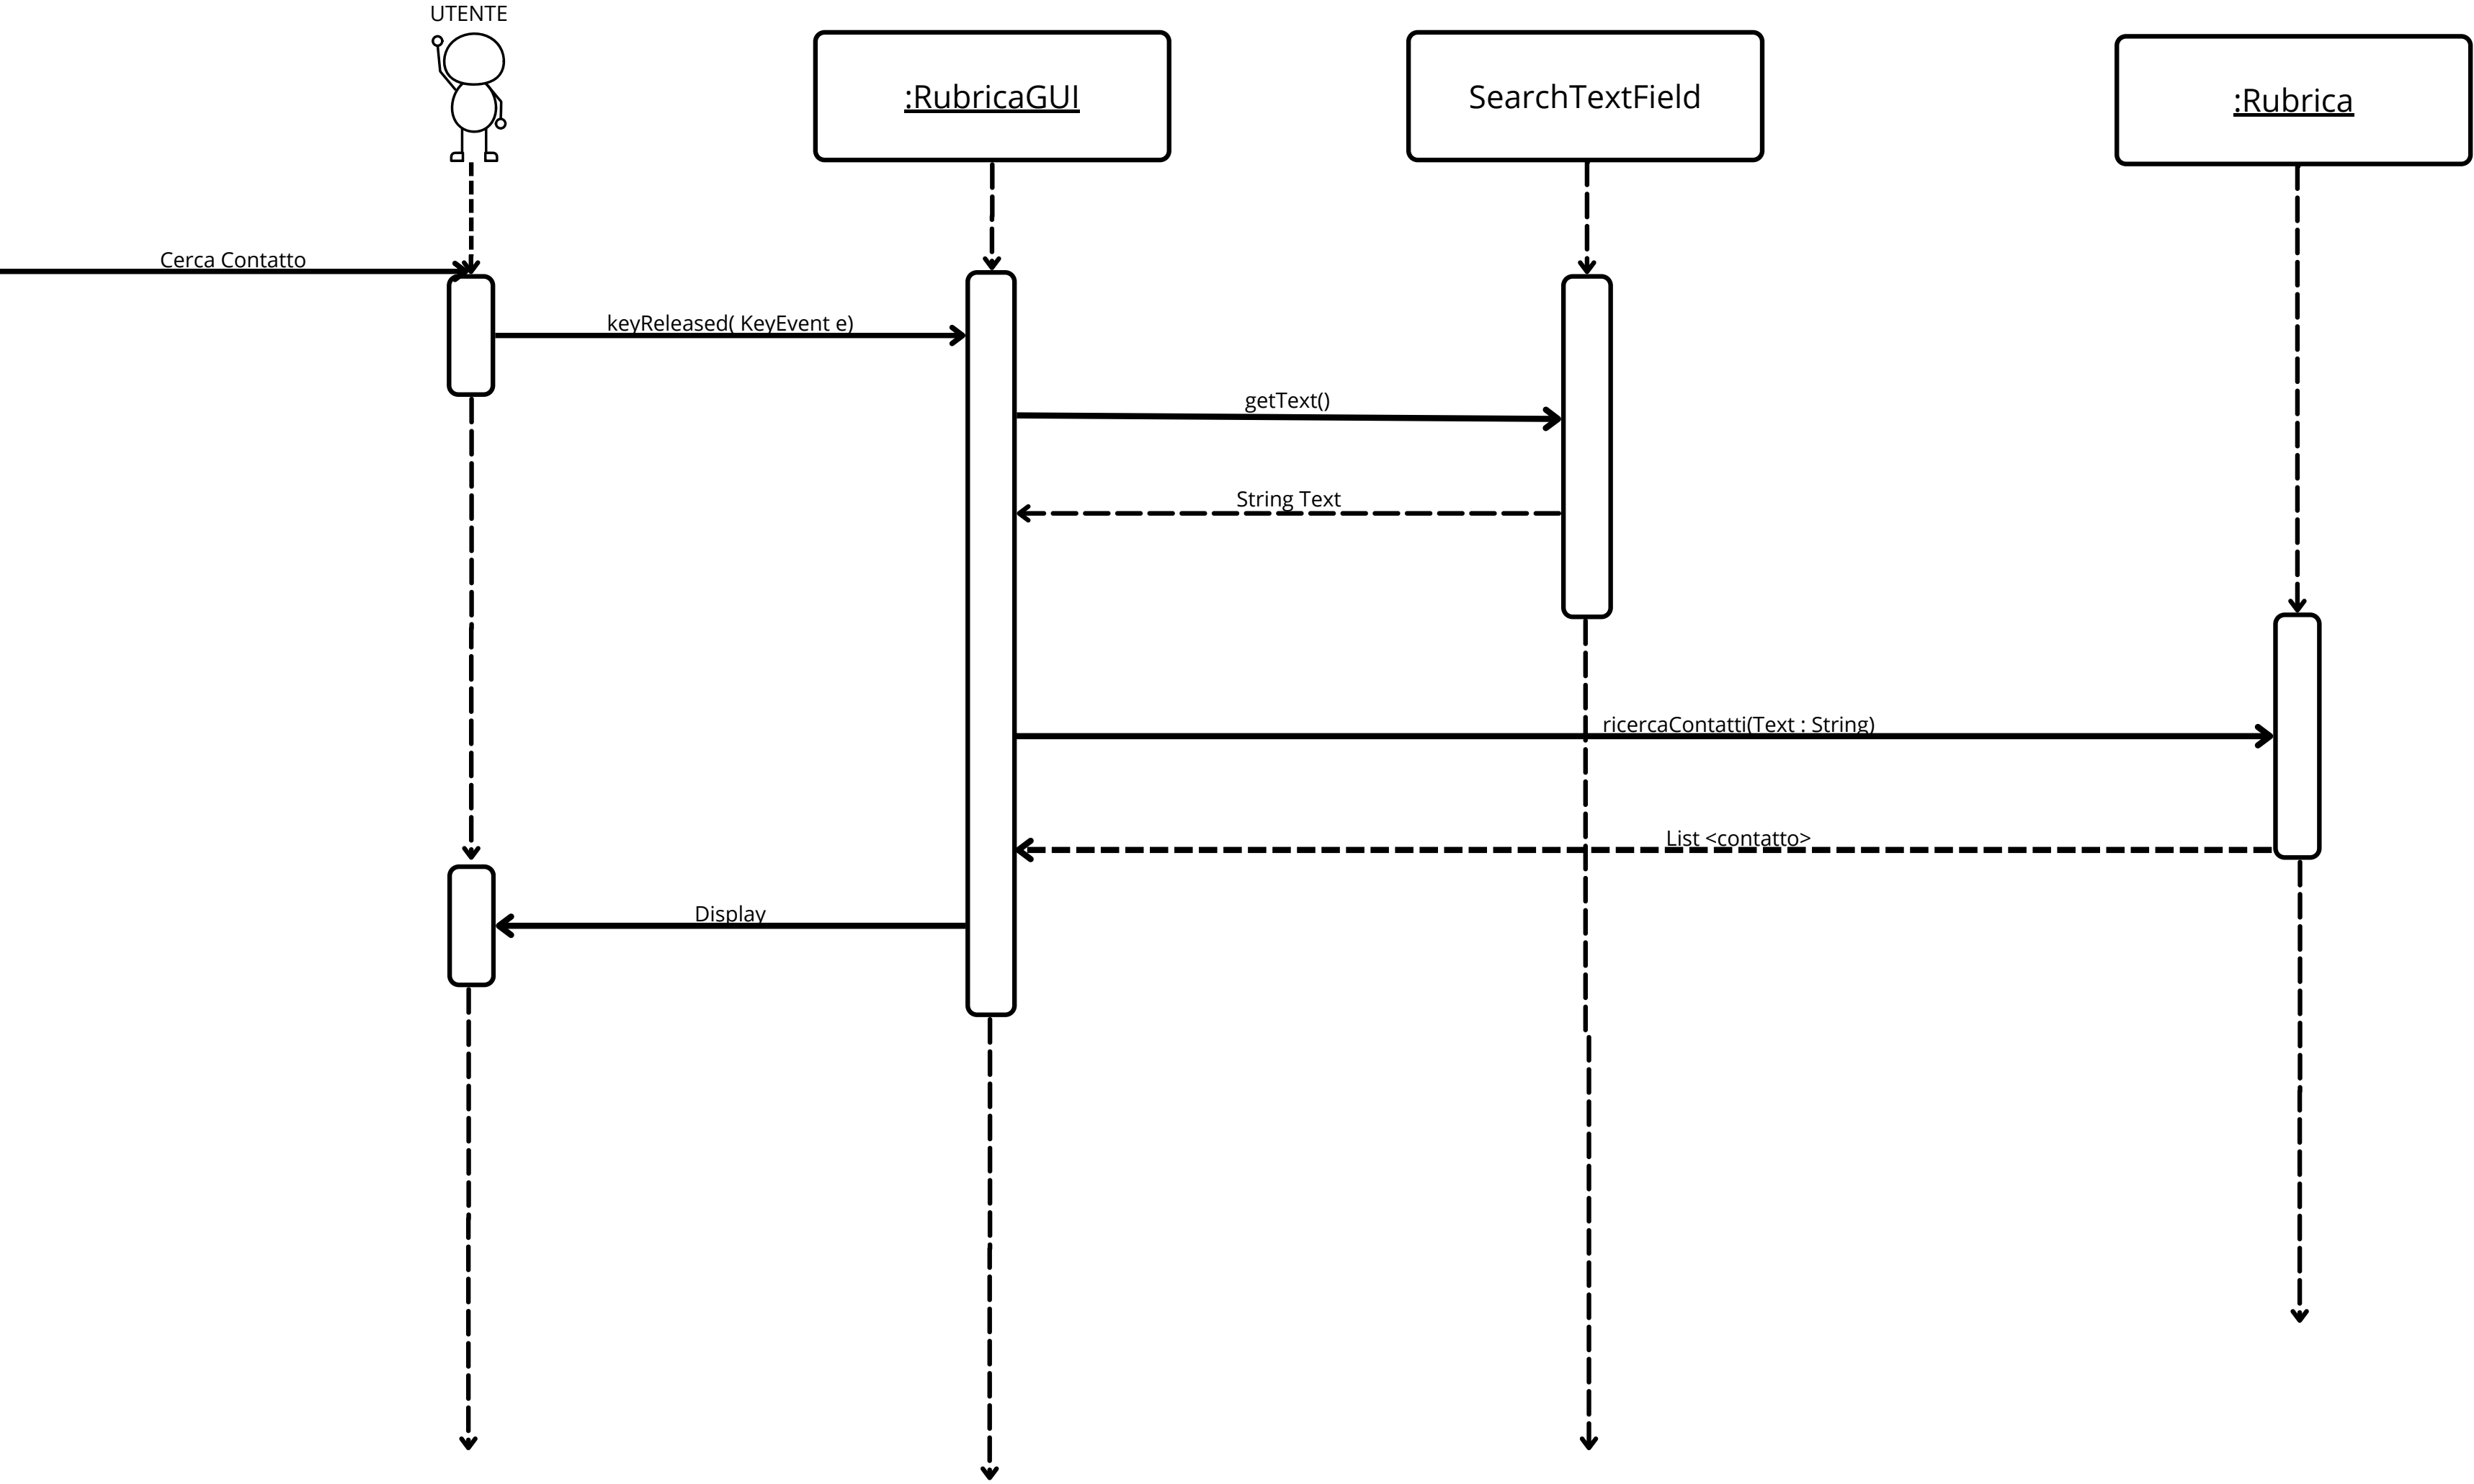 UTENTE
:RubricaGUI
SearchTextField
:Rubrica
Cerca Contatto
keyReleased( KeyEvent e)
getText()
String Text
ricercaContatti(Text : String)
List <contatto>
Display